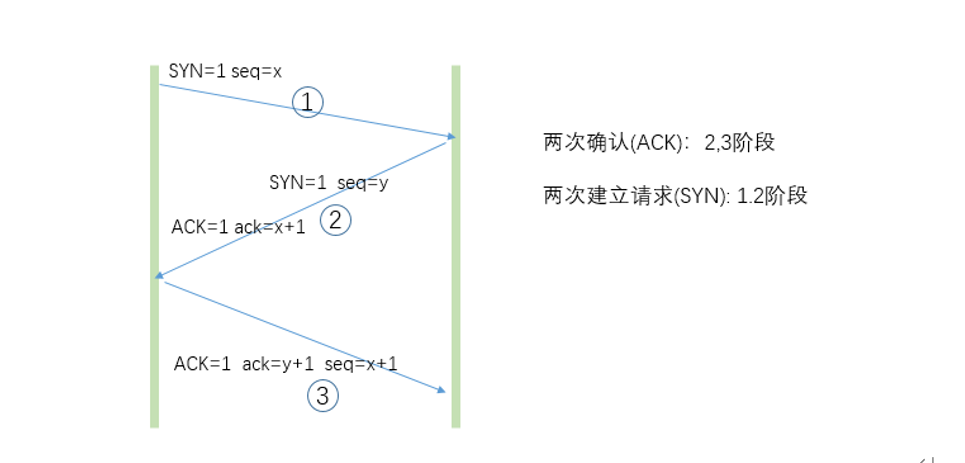 SYN=1 seq=x
①
两次确认(ACK)：2,3阶段
SYN=1 seq=y
两次建立请求(SYN): 1.2阶段
②
ACK=1 ack=x+1
ACK=1 ack=y+1 seq=x+1
③